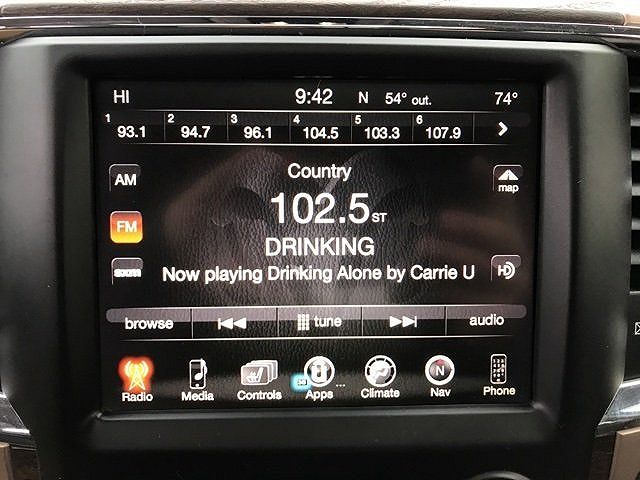 HI 9:42 N 54° out. 74°
1 2 3 4 5 6
93.1 94.7 96.1 104.5 103.3 107.9
Country
AM map
102.5 ST
FM
DRINKING
Now playing Drinking Alone by Carrie U HD
browse tune audio
Radio Media Controls Apps ... Climate Nav Phone